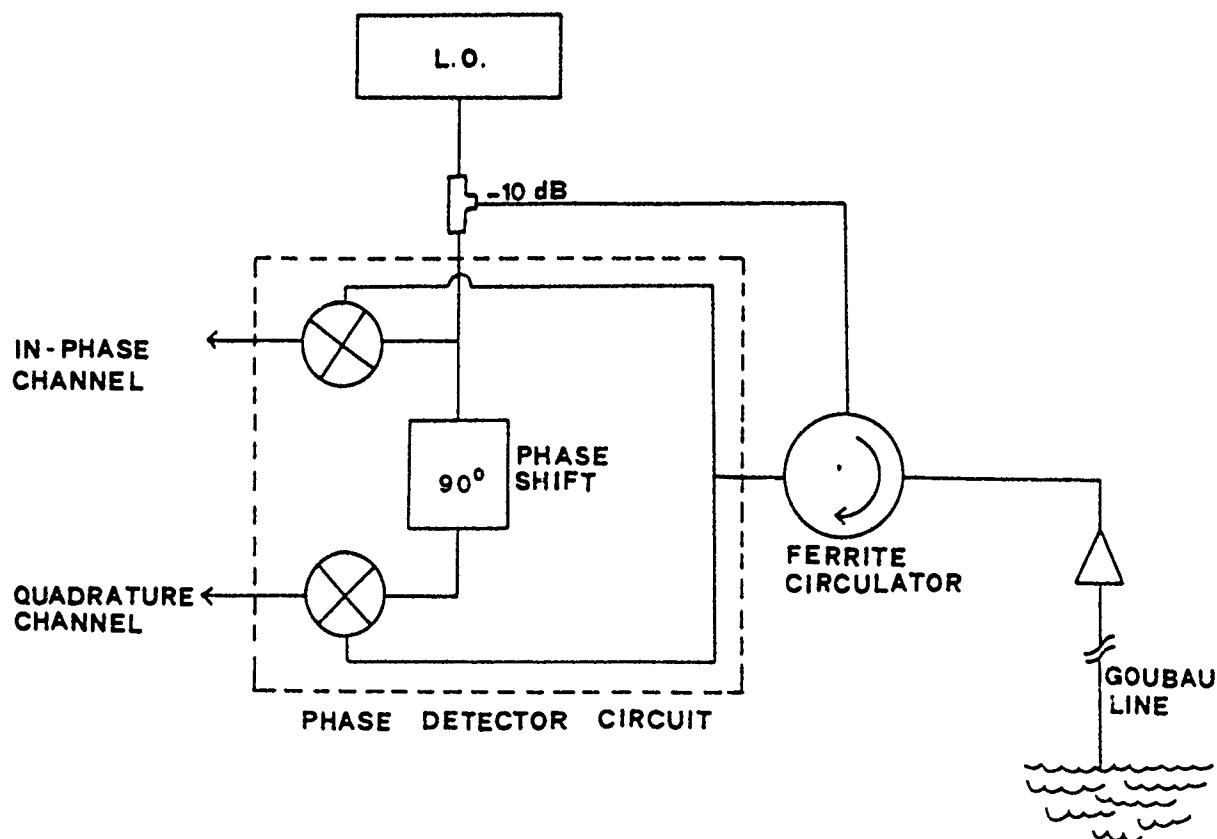 L.O.
-10 dB
IN-PHASE
CHANNEL
PHASE
SHIFT
90°
FERRITE
CIRCULATOR
QUADRATURE
CHANNEL
GOUBAU
LINE
PHASE DETECTOR CIRCUIT